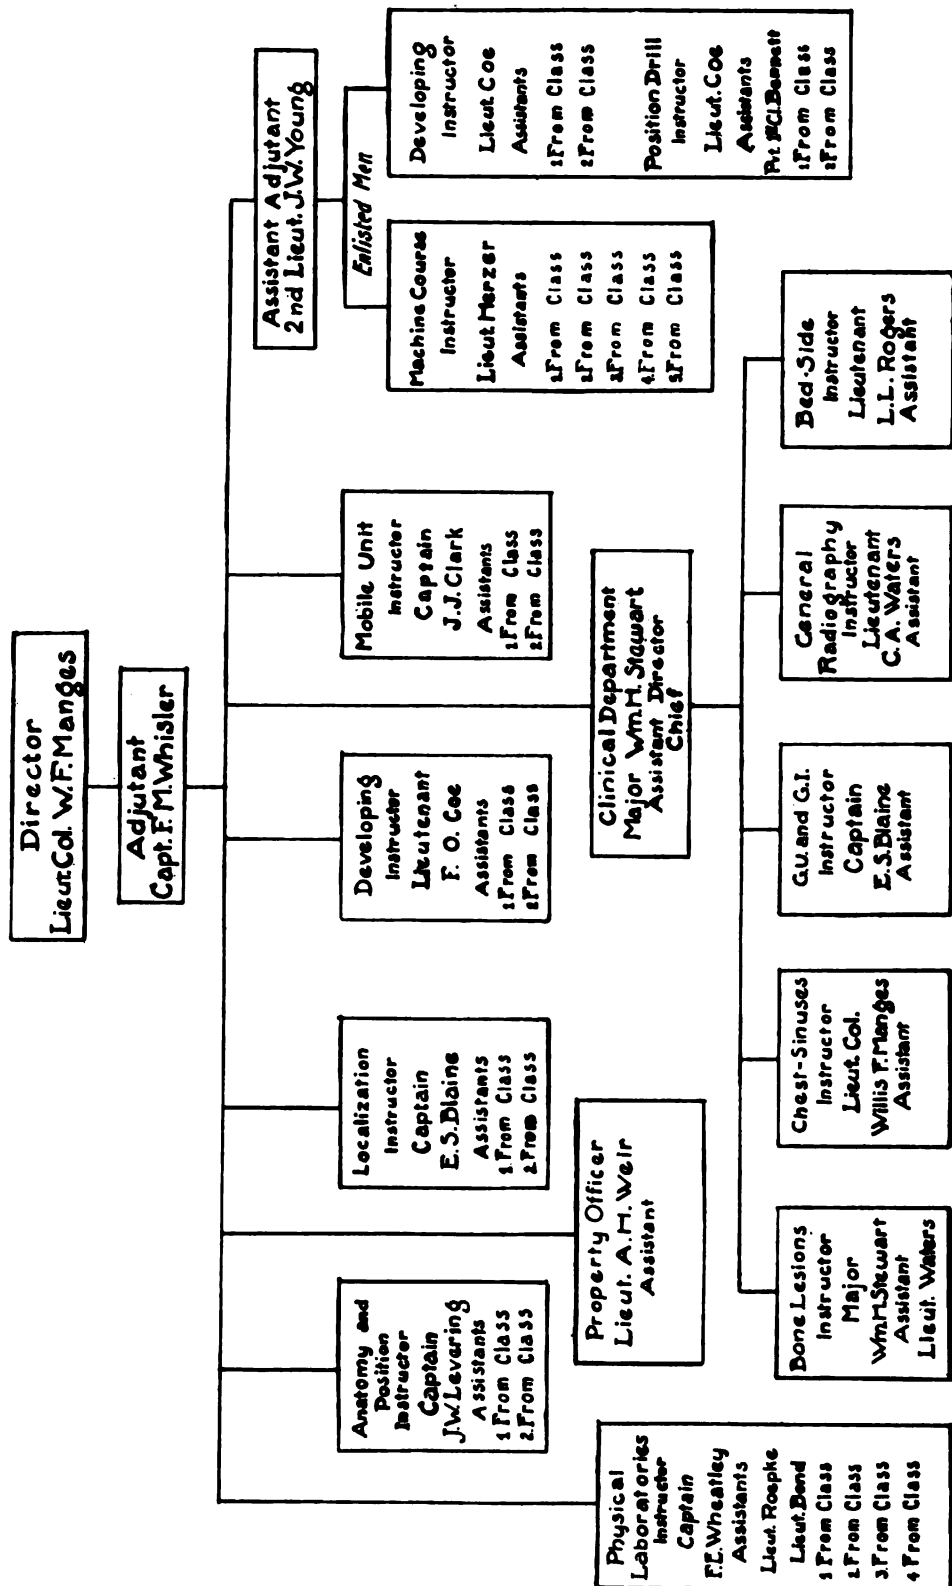 Director
Lieut. Col. W. F. Manges
Adjutant
Capt. F. M. Whisler
Assistant Adjutant
2nd Lieut. J. W. Young
Enlisted Men
Physical
Laboratories
Instructor
Captain
F.E. Wheatley
Assistants
Lieut. Roepke
Lieut. Bond
1 From Class
2 From Class
3. From Class
4 From Class
Anatomy and
Position
Instructor
Captain
J.W. Levering
Assistants
1 From Class
2. From Class
Property Officer
Lieut. A. H. Weir
Assistant
Localization
Instructor
Captain
E.S. Blaine
Assistants
1. From Class
2 From Class
Developing
Instructor
Lieutenant
F. O. Coe
Assistants
1 From Class
2 From Class
Clinical Department
Major Wm. H. Stewart
Assistant Director
Chief
Mobile Unit
Instructor
Captain
J. J. Clark
Assistants
1 From Class
2 From Class
Machine Course
Instructor
Lieut. Merzer
Assistants
1. From Class
2 From Class
3 From Class
4. From Class
5. From Class
Developing
Instructor
Lieut. Coe
Assistants
1 From Class
2 From Class
Position Drill
Instructor
Lieut. Coe
Assistants
Pvt. 1st Cl. Bennett
1 From Class
2 From Class
Bone Lesions
Instructor
Major
Wm. H. Stewart
Assistant
Lieut. Waters
Chest-Sinuses
Instructor
Lieut. Col.
Willis F. Manges
Assistant
G.U. and G.I.
Instructor
Captain
E. S. Blaine
Assistant
General
Radiography
Instructor
Lieutenant
C. A. Waters
Assistant
Bed-Side
Instructor
Lieutenant
L. L. Rogers
Assistant